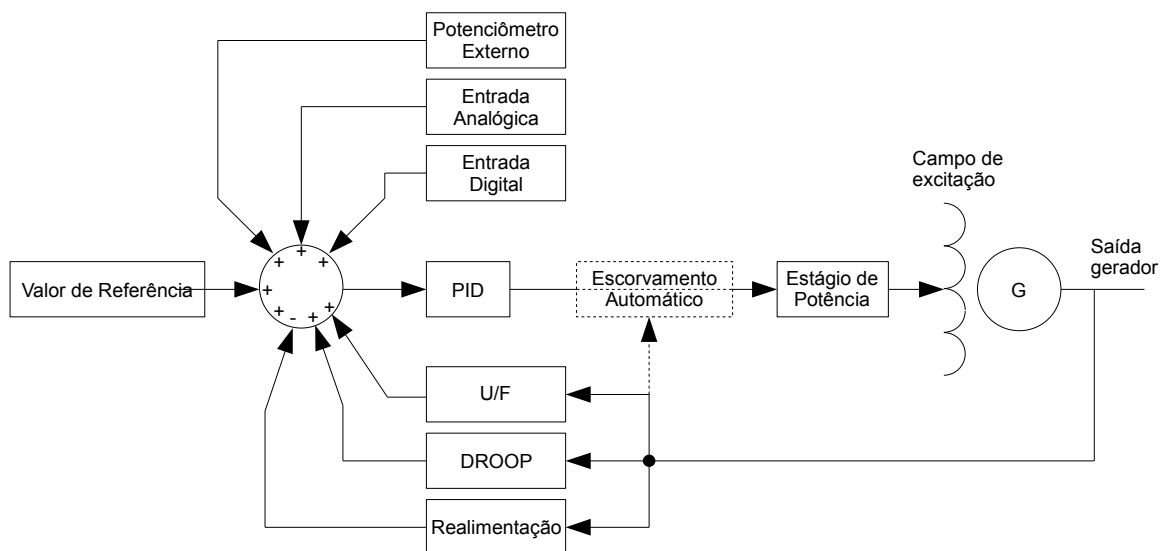 Potenciômetro
Externo
Entrada
Analógica
Entrada
Digital
Campo de
excitação
Saída
gerador
Valor de Referência
+
+
+
+
+
-
+
+
PID
Escorvamento
Automático
Estágio de
Potência
G
U/F
DROOP
Realimentação